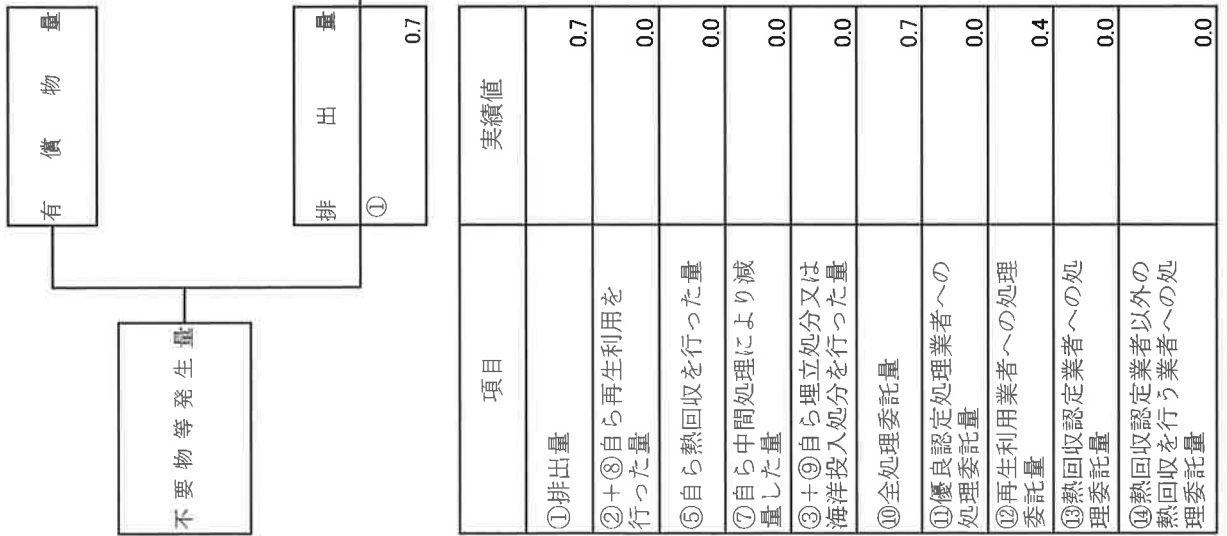 有償物量
不要物等発生量
排出量
①
0.7
項目
実績値
①排出量
0.7
②+⑧自ら再生利用を
行った量
0.0
⑤自ら熱回収を行った量
0.0
⑦自ら中間処理により減
量した量
0.0
③+⑨自ら埋立処分又は
海洋投入処分を行った量
0.0
⑩全処理委託量
0.7
⑪優良認定処理業者への
処理委託量
0.0
⑫再生利用業者への処理
委託量
0.4
⑬熱回収認定業者への処
理委託量
0.0
⑭熱回収認定業者以外の
熱回収を行う業者への処
理委託量
0.0